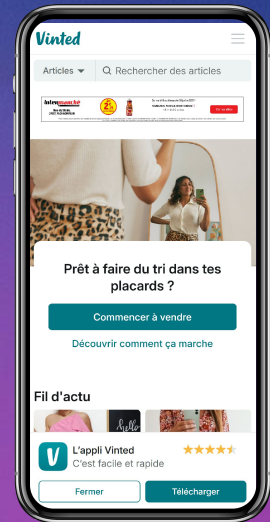 Vinted
Articles
Rechercher des articles
Intermarché
Prêt à faire du tri dans tes
placards ?
Commencer à vendre
Découvrir comment ça marche
Fil d'actu
hello
L'appli Vinted
C'est facile et rapide
Fermer
Télécharger